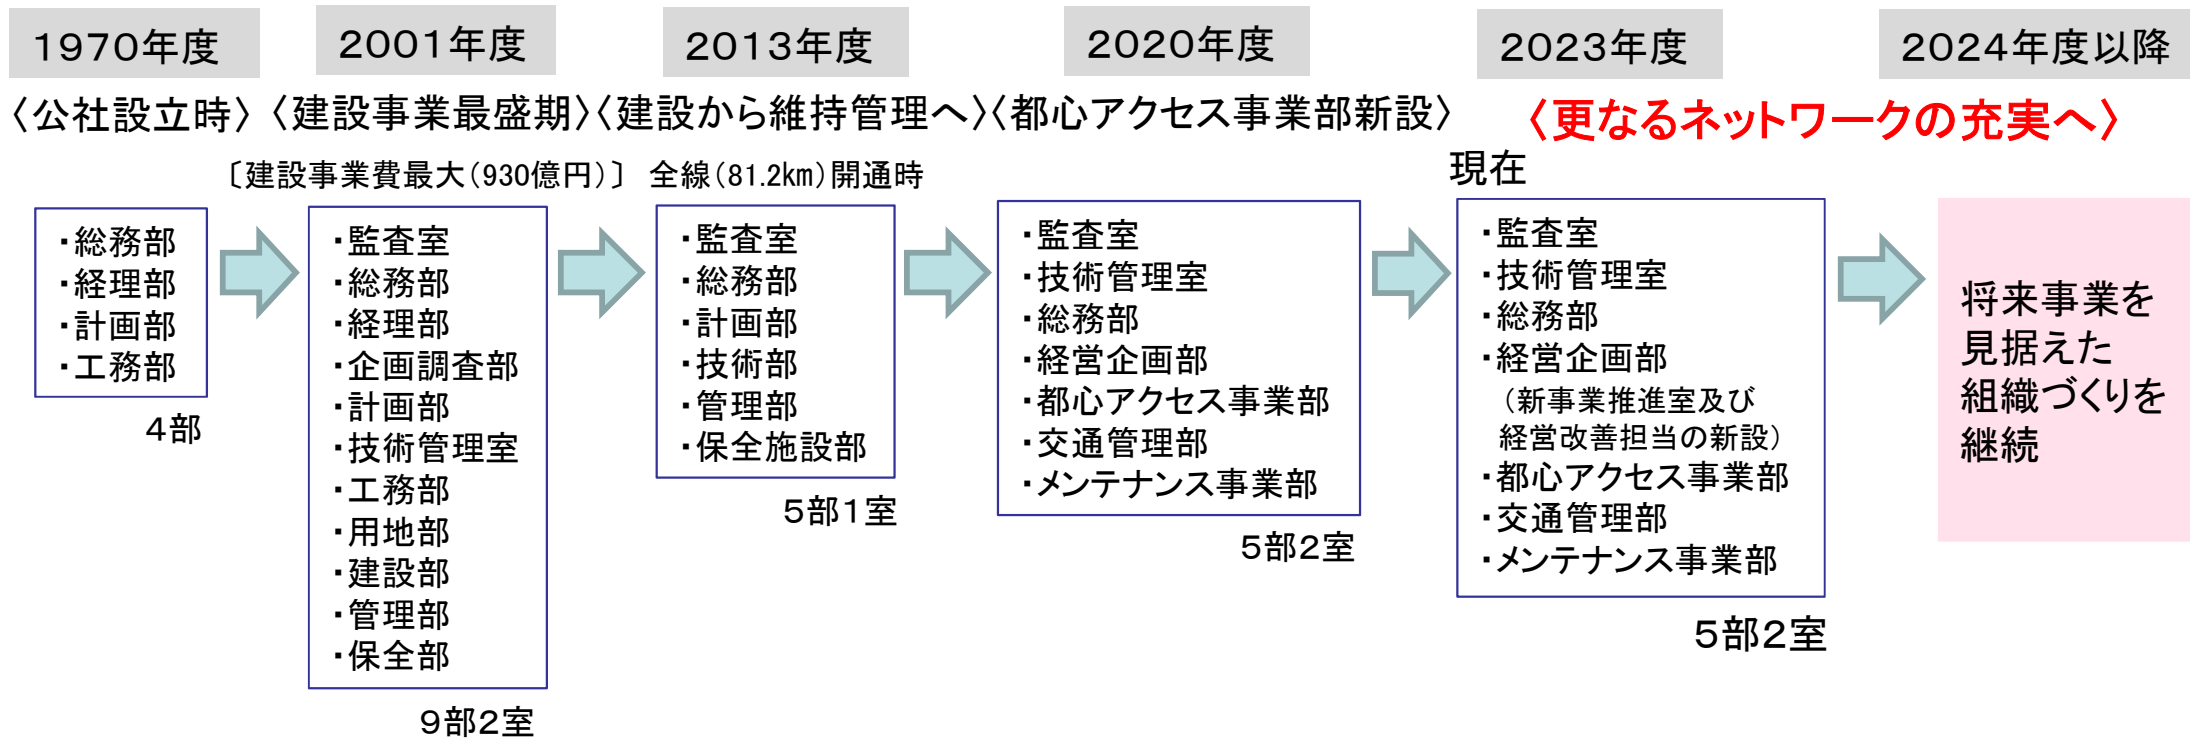 1970年度
〈公社設立時〉
・総務部
・経理部
・計画部
・工務部
4部
2001年度
〈建設事業最盛期〉
〔建設事業費最大(930億円)〕
・監査室
・総務部
・経理部
・企画調査部
・計画部
・技術管理室
・工務部
・用地部
・建設部
・管理部
・保全部
9部2室
2013年度
〈建設から維持管理へ〉
全線(81.2km)開通時
・監査室
・総務部
・計画部
・技術部
・管理部
・保全施設部
5部1室
2020年度
〈都心アクセス事業部新設〉
・監査室
・技術管理室
・総務部
・経営企画部
・都心アクセス事業部
・交通管理部
・メンテナンス事業部
5部2室
2023年度
〈更なるネットワークの充実へ〉
現在
・監査室
・技術管理室
・総務部
・経営企画部
(新事業推進室及び
経営改善担当の新設)
・都心アクセス事業部
・交通管理部
・メンテナンス事業部
5部2室
2024年度以降
将来事業を
見据えた
組織づくりを
継続